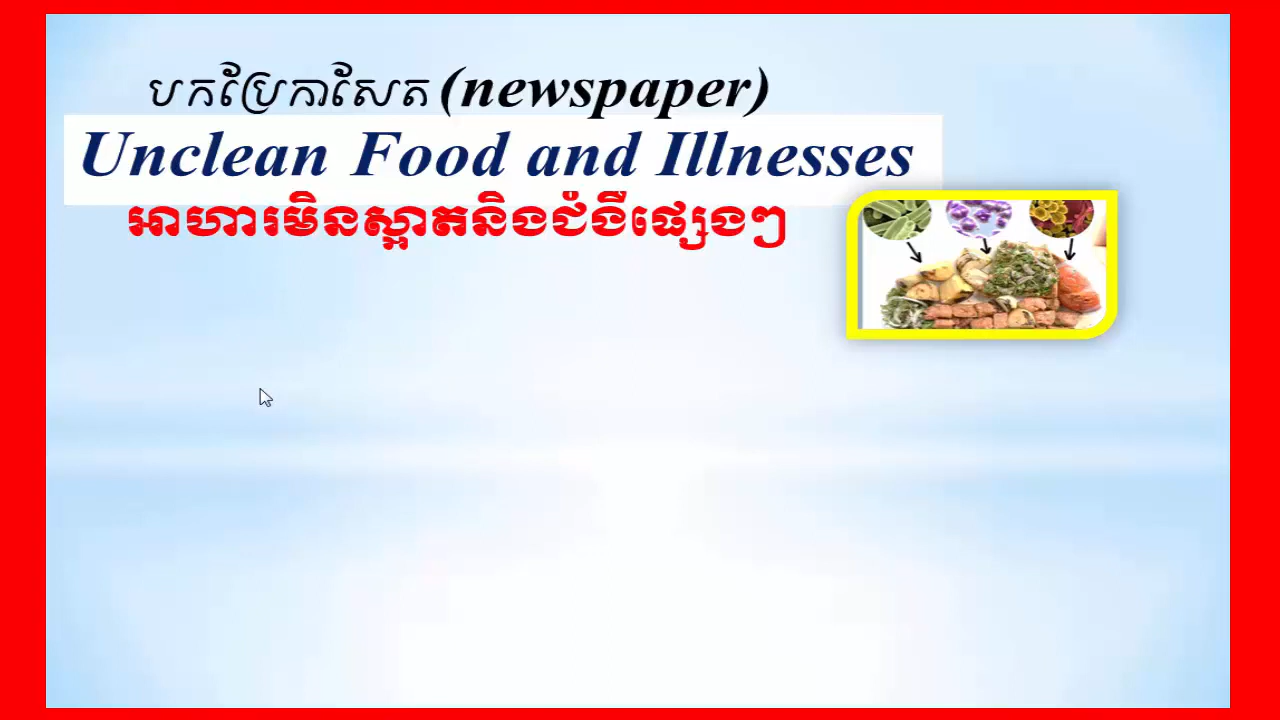 បកប្រែកាសែត (newspaper)
Unclean Food and Illnesses
អាហារមិនស្អាតនិងជំងឺផ្សេងៗ